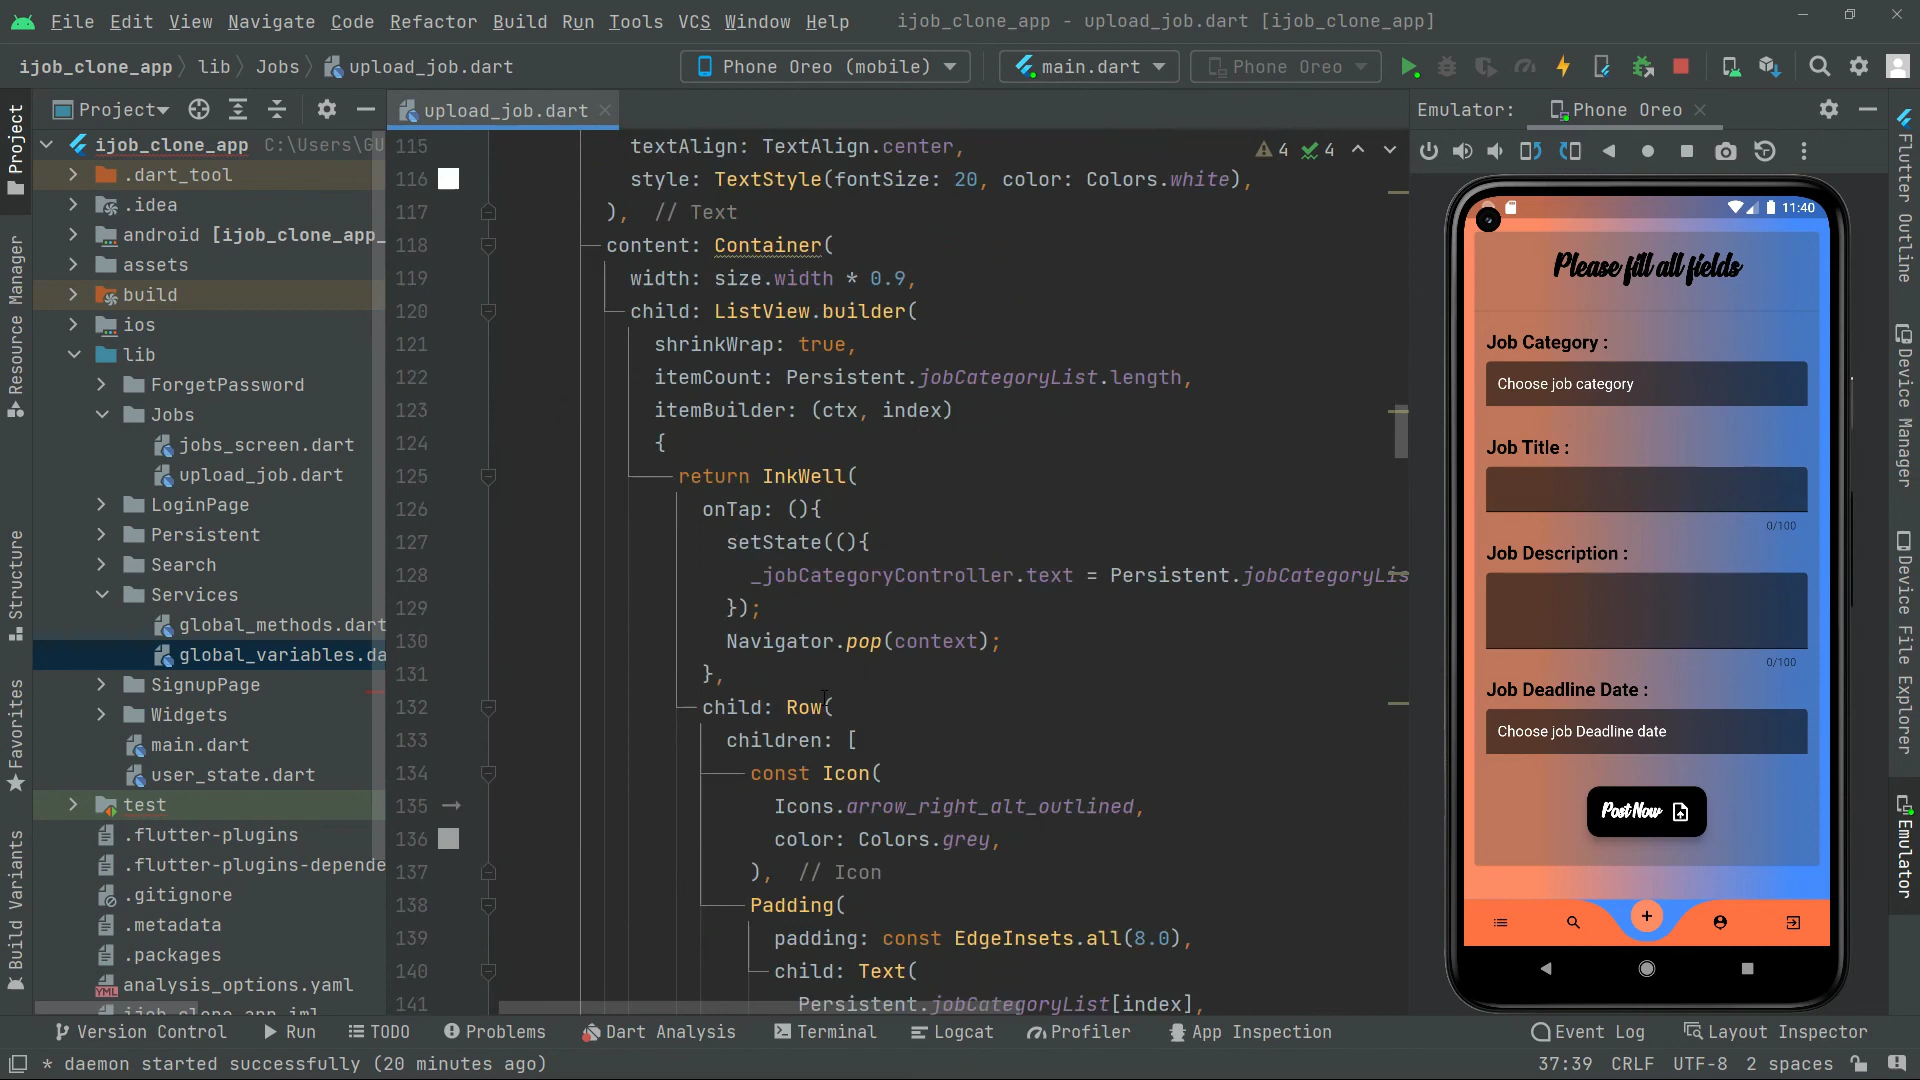 File Edit View Navigate Code Refactor Build Run Tools VCS Window Help ijob_clone_app - upload_job.dart [ijob_clone_app]
ijob_clone_app lib Jobs upload_job.dart Phone Oreo (mobile) main.dart Phone Oreo
Project upload_job.dart Emulator: Phone Oreo
ijob_clone_app C:\Users\GU
.dart_tool
.idea
android [ijob_clone_app_
assets
build
ios
lib
ForgetPassword
Jobs
jobs_screen.dart
upload_job.dart
LoginPage
Persistent
Search
Services
global_methods.dart
global_variables.da
SignupPage
Widgets
main.dart
user_state.dart
test
.flutter-plugins
.flutter-plugins-depende
.gitignore
.metadata
.packages
analysis_options.yaml
Project
Resource Manager
Structure
Favorites
Build Variants
4 4
115 textAlign: TextAlign.center,
116 style: TextStyle(fontSize: 20, color: Colors.white),
117 ), // Text
118 content: Container(
119 width: size.width * 0.9,
120 child: ListView.builder(
121 shrinkWrap: true,
122 itemCount: Persistent.jobCategoryList.length,
123 itemBuilder: (ctx, index)
124 {
125 return InkWell(
126 onTap: (){
127 setState((){
128 _jobCategoryController.text = Persistent.jobCategoryLis
129 });
130 Navigator.pop(context);
131 },
132 child: Row(
133 children: [
134 const Icon(
135 Icons.arrow_right_alt_outlined,
136 color: Colors.grey,
137 ), // Icon
138 Padding(
139 padding: const EdgeInsets.all(8.0),
140 child: Text(
141 Persistent.jobCategoryList[index],
11:40
Please fill all fields
Job Category :
Choose job category
Job Title :
0/100
Job Description :
0/100
Job Deadline Date :
Choose job Deadline date
Post Now
Flutter Outline
Device Manager
Device File Explorer
Emulator
Version Control Run TODO Problems Dart Analysis Terminal Logcat Profiler App Inspection Event Log Layout Inspector
* daemon started successfully (20 minutes ago) 37:39 CRLF UTF-8 2 spaces